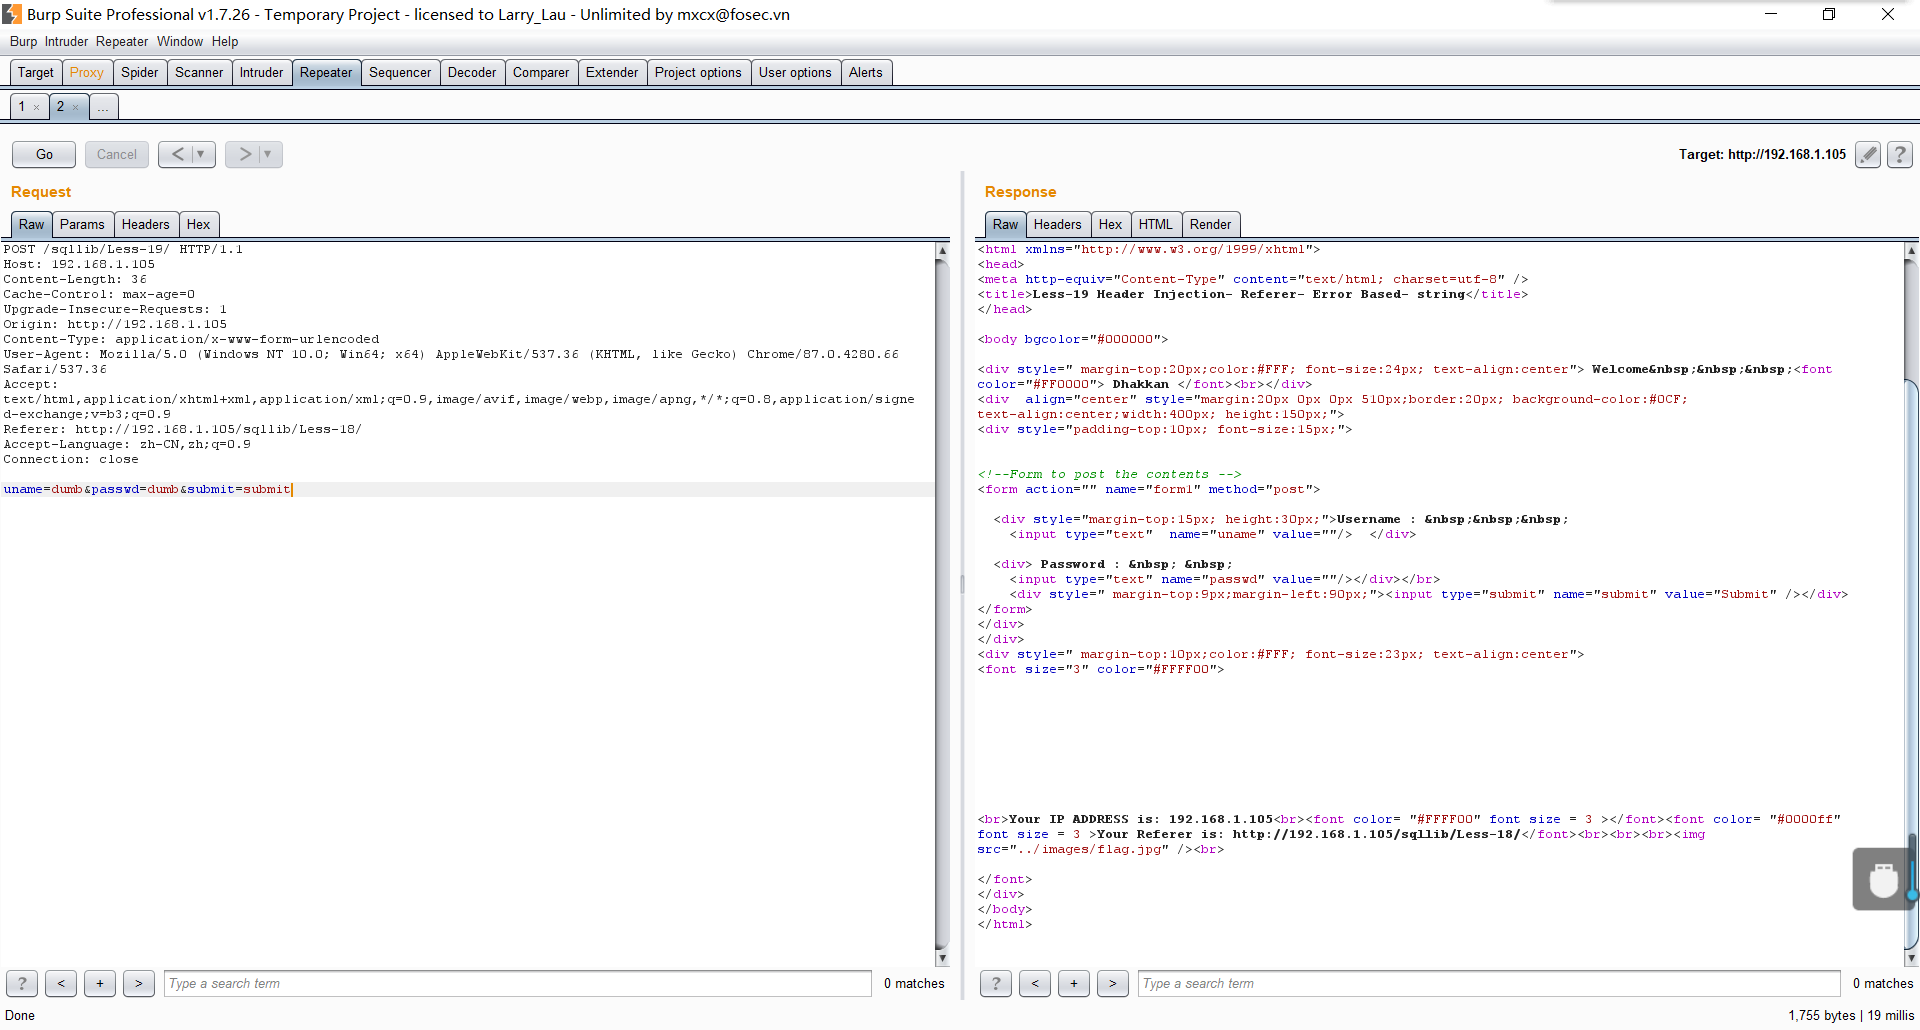 Burp Suite Professional v1.7.26 - Temporary Project - licensed to Larry_Lau - Unlimited by mxcx@fosec.vn
Burp Intruder Repeater Window Help
Target Proxy Spider Scanner Intruder Repeater Sequencer Decoder Comparer Extender Project options User options Alerts
1 × 2 × ...
Go Cancel < ▼ > ▼ Target: http://192.168.1.105 ?
Request
Raw Params Headers Hex
POST /sqllib/Less-19/ HTTP/1.1
Host: 192.168.1.105
Content-Length: 36
Cache-Control: max-age=0
Upgrade-Insecure-Requests: 1
Origin: http://192.168.1.105
Content-Type: application/x-www-form-urlencoded
User-Agent: Mozilla/5.0 (Windows NT 10.0; Win64; x64) AppleWebKit/537.36 (KHTML, like Gecko) Chrome/87.0.4280.66
Safari/537.36
Accept:
text/html,application/xhtml+xml,application/xml;q=0.9,image/avif,image/webp,image/apng,*/*;q=0.8,application/signe
d-exchange;v=b3;q=0.9
Referer: http://192.168.1.105/sqllib/Less-18/
Accept-Language: zh-CN,zh;q=0.9
Connection: close
uname=dumb&passwd=dumb&submit=submit
? < + > Type a search term 0 matches
Response
Raw Headers Hex HTML Render
<html xmlns="http://www.w3.org/1999/xhtml">
<head>
<meta http-equiv="Content-Type" content="text/html; charset=utf-8" />
<title>Less-19 Header Injection- Referer- Error Based- string</title>
</head>
<body bgcolor="#000000">
<div style=" margin-top:20px;color:#FFF; font-size:24px; text-align:center"> Welcome&nbsp;&nbsp;&nbsp;<font
color="#FF0000"> Dhakkan </font><br></div>
<div  align="center" style="margin:20px 0px 0px 510px;border:20px; background-color:#0CF;
text-align:center;width:400px; height:150px;">
<div style="padding-top:10px; font-size:15px;">
<!--Form to post the contents -->
<form action="" name="form1" method="post">
<div style="margin-top:15px; height:30px;">Username : &nbsp;&nbsp;&nbsp;
<input type="text"  name="uname" value=""/>  </div>
<div> Password : &nbsp; &nbsp;
<input type="text" name="passwd" value=""/></div></br>
<div style=" margin-top:9px;margin-left:90px;"><input type="submit" name="submit" value="Submit" /></div>
</form>
</div>
</div>
<div style=" margin-top:10px;color:#FFF; font-size:23px; text-align:center">
<font size="3" color="#FFFF00">
<br>Your IP ADDRESS is: 192.168.1.105<br><font color= "#FFFF00" font size = 3 ></font><font color= "#0000ff"
font size = 3 >Your Referer is: http://192.168.1.105/sqllib/Less-18/</font><br><br><br><img
src="../images/flag.jpg" /><br>
</font>
</div>
</body>
</html>
? < + > Type a search term 0 matches
Done 1,755 bytes | 19 millis